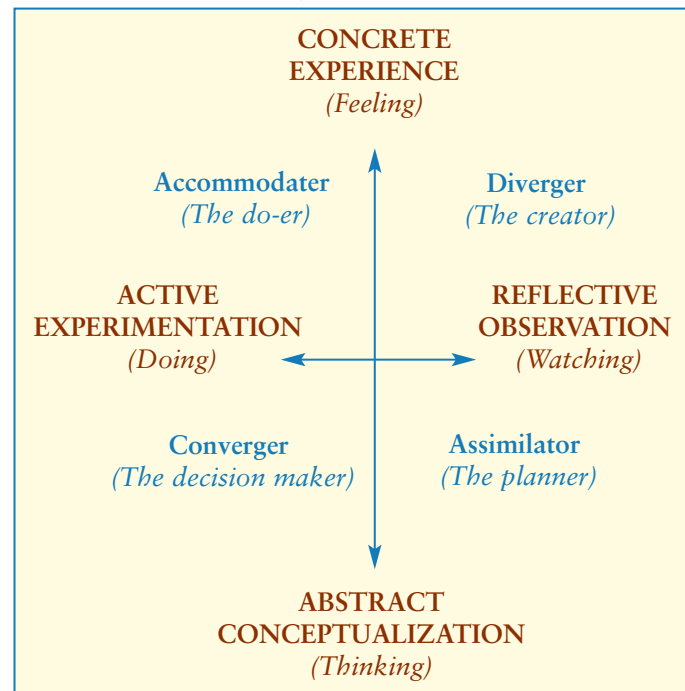 CONCRETE
EXPERIENCE
(Feeling)
Accommodater
(The do-er)
Diverger
(The creator)
ACTIVE
EXPERIMENTATION
(Doing)
REFLECTIVE
OBSERVATION
(Watching)
Converger
(The decision maker)
Assimilator
(The planner)
ABSTRACT
CONCEPTUALIZATION
(Thinking)